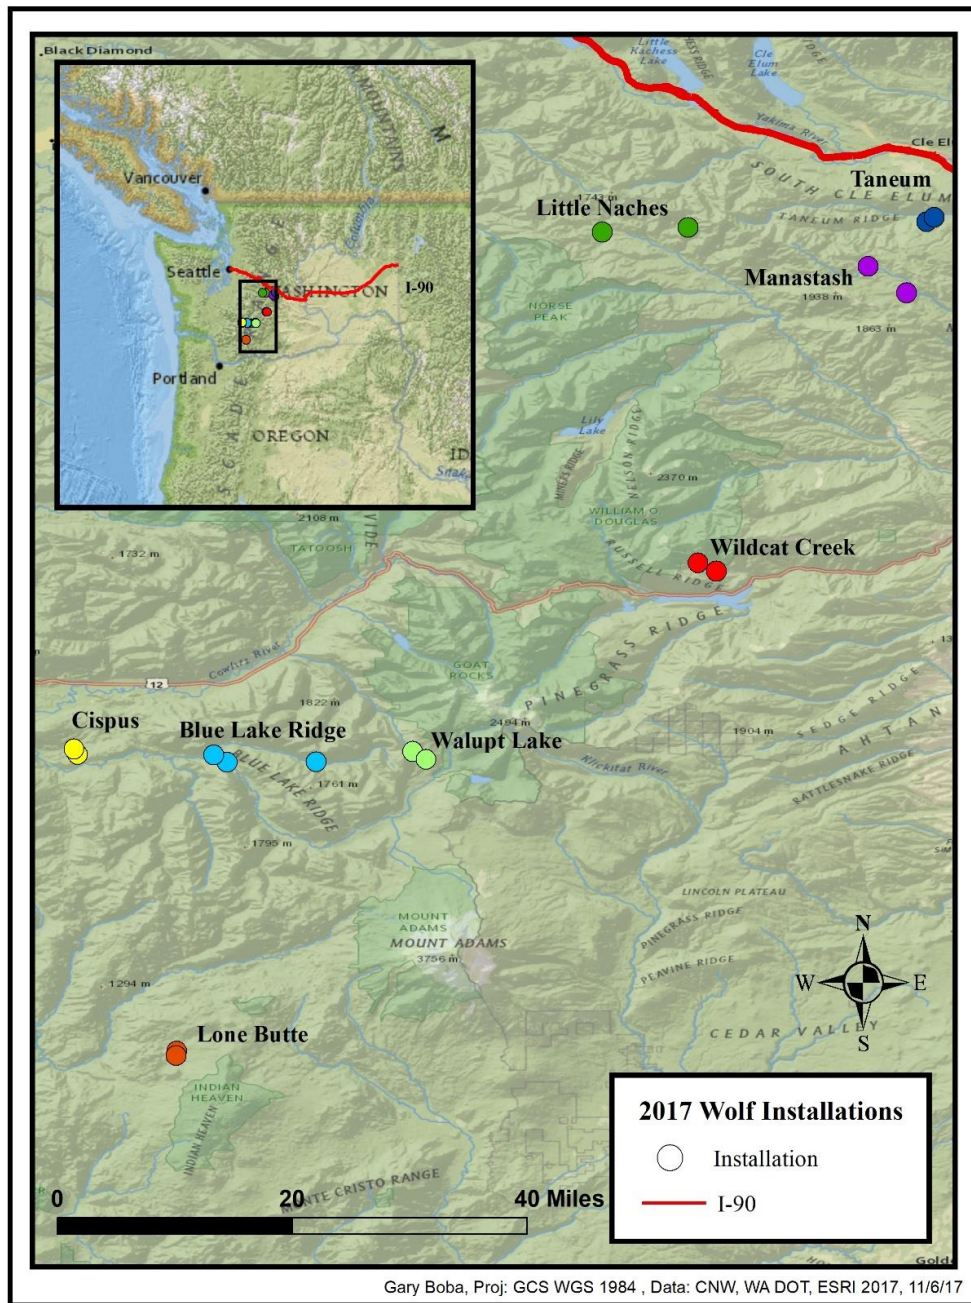 Black Diamond
Little
Kachess
Lake
Cle
Elum
Lake
Yakima River
Cle El
SOUTH CLE ELUM
Taneum
TANEUM RIDGE
1743 m
Little Naches
Manastash
1938 m
1863 m
NORSE
PEAK
Vancouver
MOUNTAINS
Columbia
Seattle
WASHINGTON
I-90
Portland
OREGON
ID
Snake
CASCADE
Lily
Lake
MINERS RIDGE
NELSON RIDGE
2370 m
WILLIAM O
DOUGLAS
RUSSELL RIDGE
2108 m
TATOOSH
VIDE
1732 m
Wildcat Creek
Cowlitz River
12
GOAT
ROCKS
PINEGRASS RIDGE
1822 m
2494 m
1904 m
SEDGE RIDGE
AHTAN
RATTLESNAKE RIDGE
Cispus
Blue Lake Ridge
Walupt Lake
BLUE LAKE RIDGE
1761 m
Klickitat River
1795 m
LINCOLN PLATEAU
PINEGRASS RIDGE
PEAVINE RIDGE
MOUNT
ADAMS
MOUNT ADAMS
3756 m
1294 m
N
W
E
S
CEDAR VALLEY
Lone Butte
INDIAN
HEAVEN
INDIAN HEAVEN
MONTE CRISTO RANGE
2017 Wolf Installations
Installation
I-90
0 20 40 Miles
Gold
Gary Boba, Proj: GCS WGS 1984 , Data: CNW, WA DOT, ESRI 2017, 11/6/17